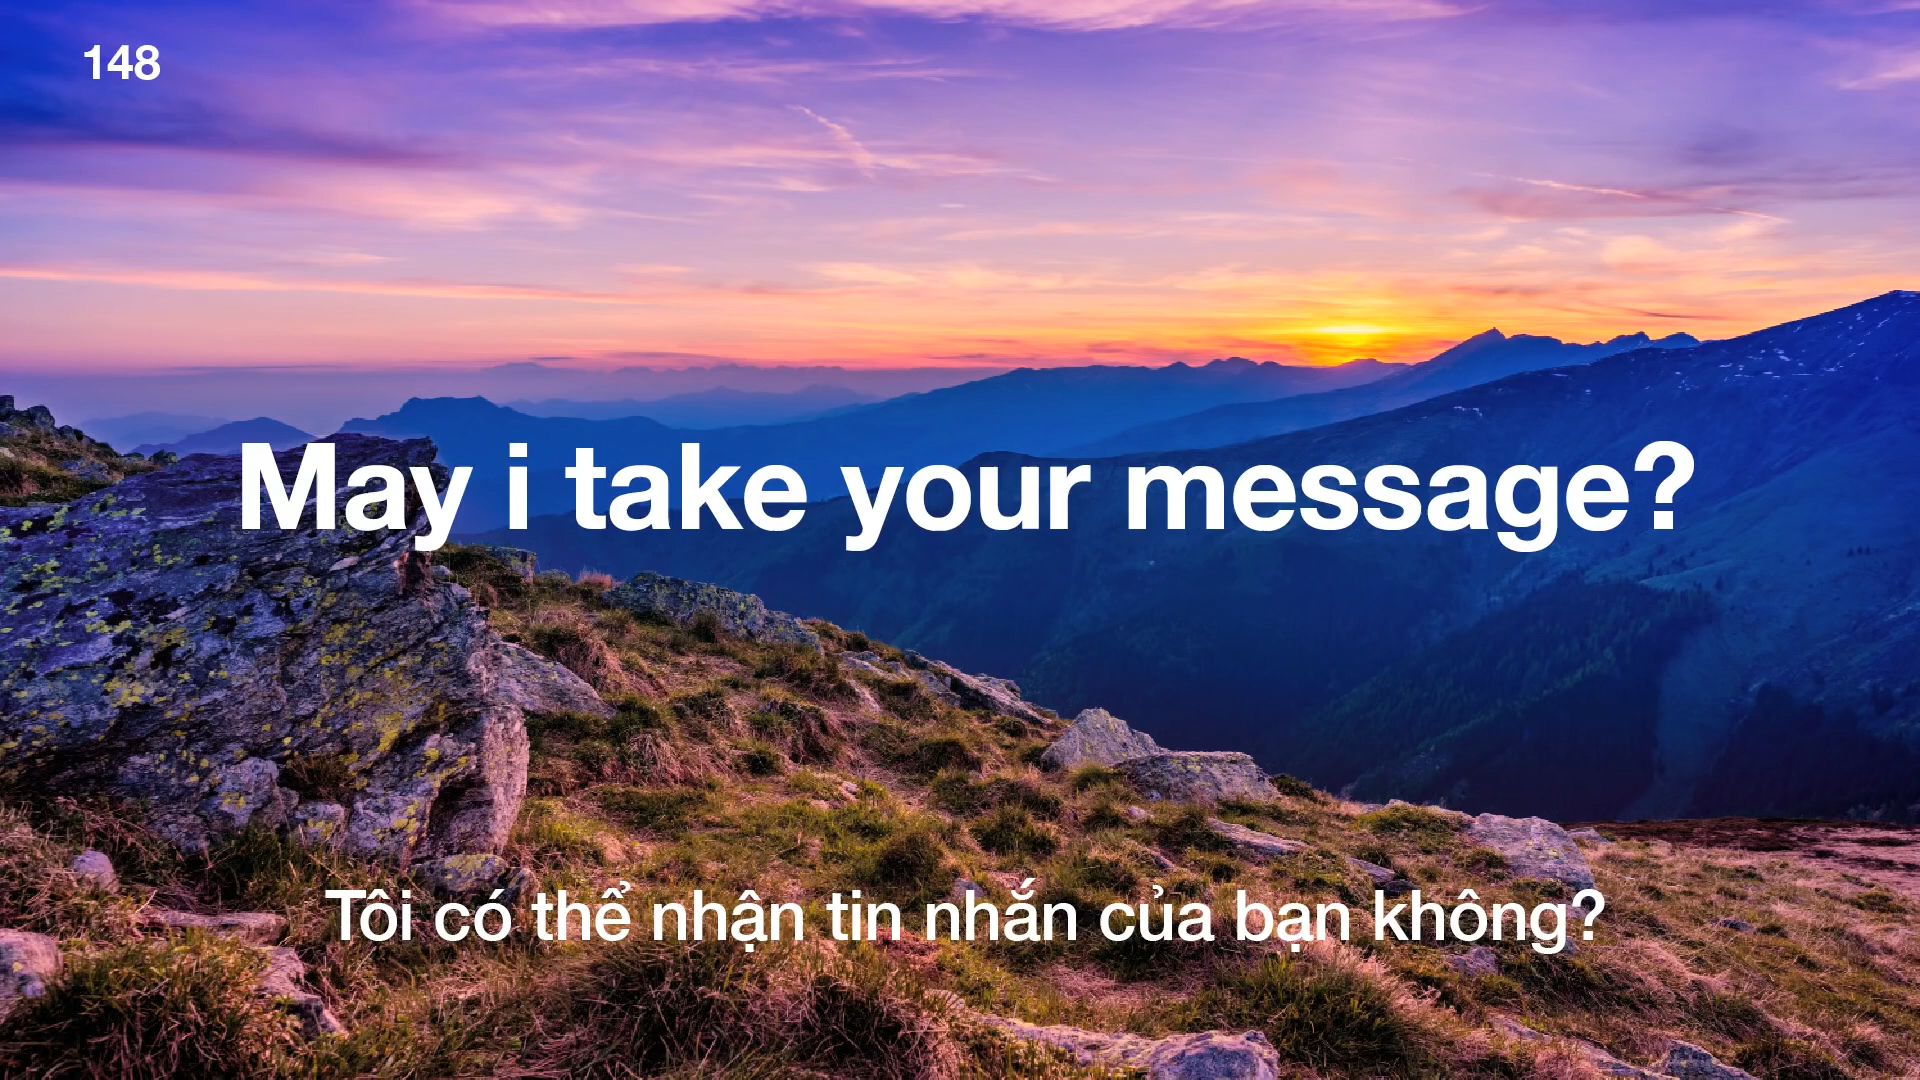 148
May i take your message?
Tôi có thể nhận tin nhắn của bạn không?